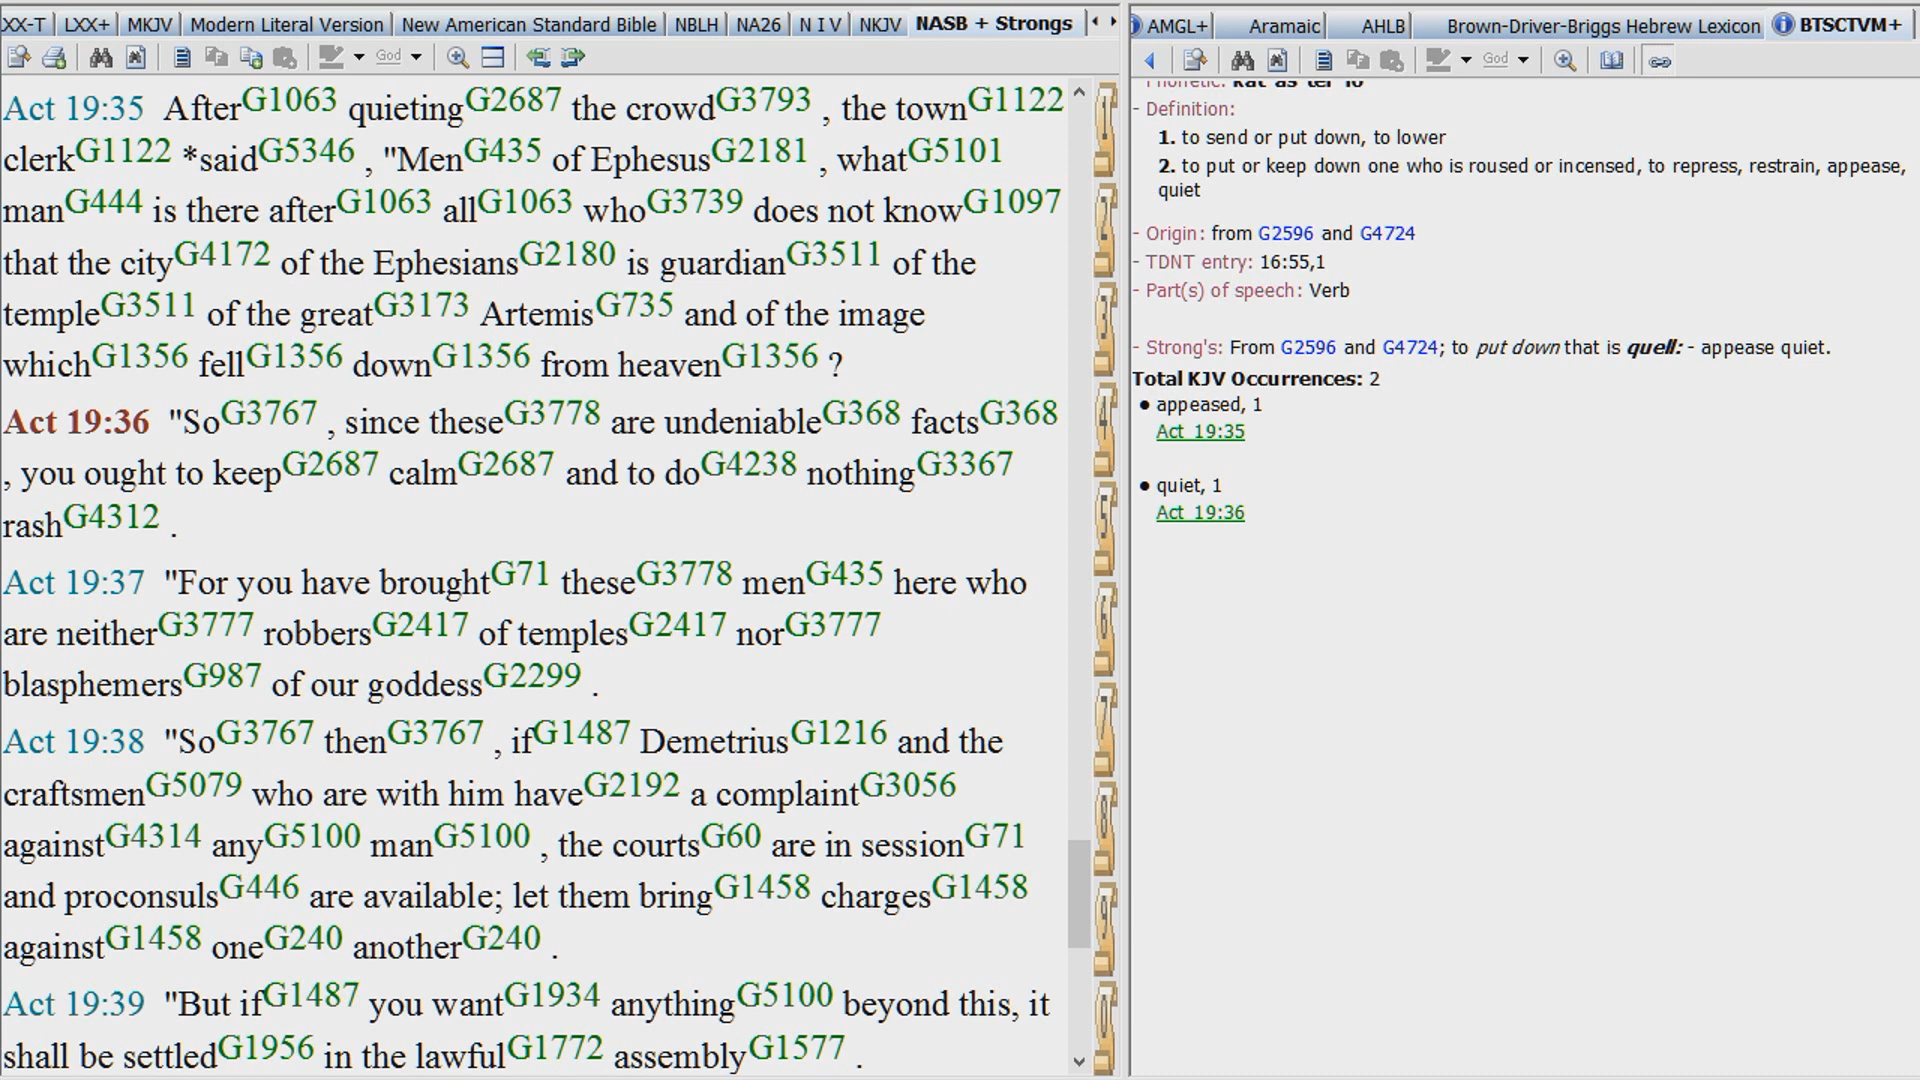 XX-T LXX+ MKJV Modern Literal Version New American Standard Bible NBLH NA26 N I V NKJV NASB + Strongs
God
Act 19:35 AfterG1063 quietingG2687 the crowdG3793 , the townG1122
clerkG1122 *saidG5346 , "MenG435 of EphesusG2181 , whatG5101
manG444 is there afterG1063 allG1063 whoG3739 does not knowG1097
that the cityG4172 of the EphesiansG2180 is guardianG3511 of the
templeG3511 of the greatG3173 ArtemisG735 and of the image
whichG1356 fellG1356 downG1356 from heavenG1356 ?
Act 19:36 "SoG3767 , since theseG3778 are undeniableG368 factsG368
, you ought to keepG2687 calmG2687 and to doG4238 nothingG3367
rashG4312 .
Act 19:37 "For you have broughtG71 theseG3778 menG435 here who
are neitherG3777 robbersG2417 of templesG2417 norG3777
blasphemersG987 of our goddessG2299 .
Act 19:38 "SoG3767 thenG3767 , ifG1487 DemetriusG1216 and the
craftsmenG5079 who are with him haveG2192 a complaintG3056
againstG4314 anyG5100 manG5100 , the courtsG60 are in sessionG71
and proconsulsG446 are available; let them bringG1458 chargesG1458
againstG1458 oneG240 anotherG240 .
Act 19:39 "But ifG1487 you wantG1934 anythingG5100 beyond this, it
shall be settledG1956 in the lawfulG1772 assemblyG1577 .
1
2
3
4
5
6
7
8
9
0
AMGL+ Aramaic AHLB Brown-Driver-Briggs Hebrew Lexicon BTSCTVM+
God
- Definition:
1. to send or put down, to lower
2. to put or keep down one who is roused or incensed, to repress, restrain, appease,
quiet
- Origin: from G2596 and G4724
- TDNT entry: 16:55,1
- Part(s) of speech: Verb
- Strong's: From G2596 and G4724; to put down that is quell: - appease quiet.
Total KJV Occurrences: 2
● appeased, 1
Act 19:35
● quiet, 1
Act 19:36